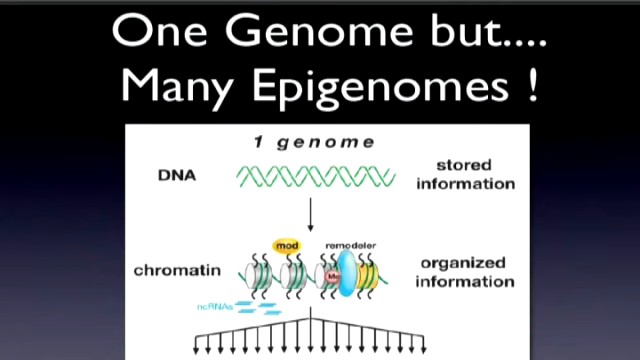 One Genome but....
Many Epigenomes !
1 genome
DNA
stored
information
mod
remodeler
chromatin
Me
organized
information
ncRNAs